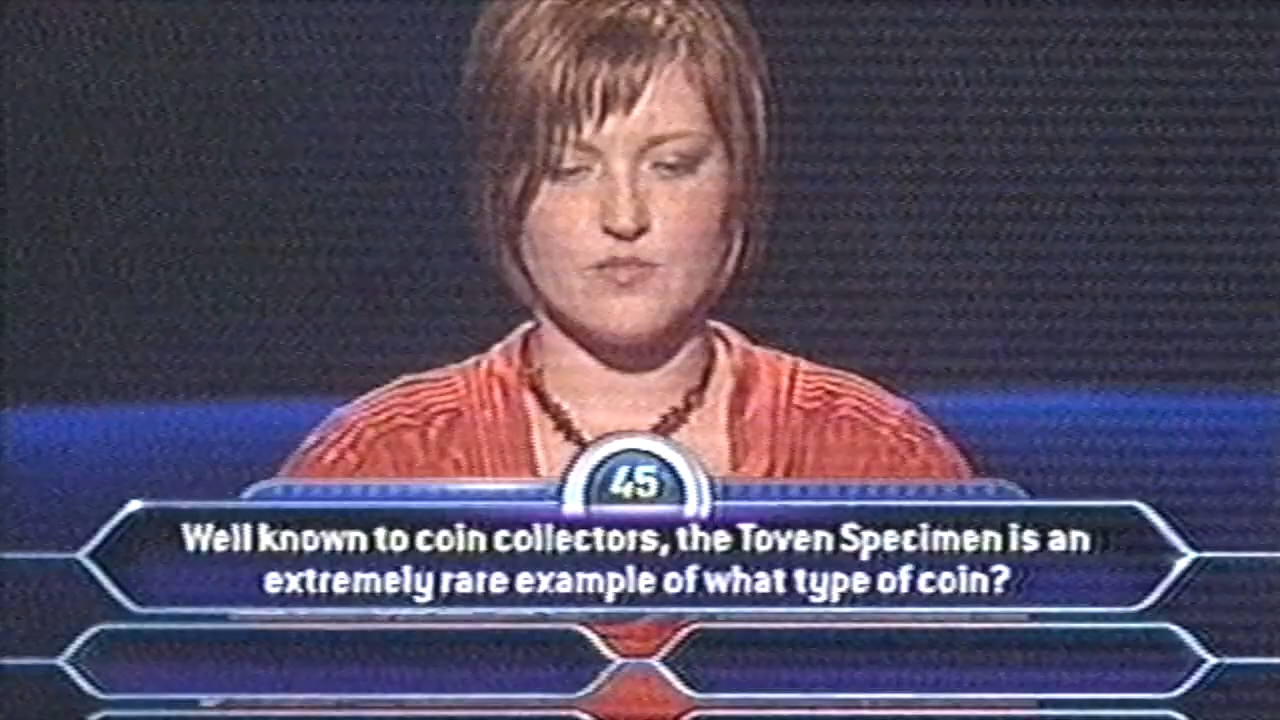 45
Well known to coin collectors, the Toven Specimen is an
extremely rare example of what type of coin?